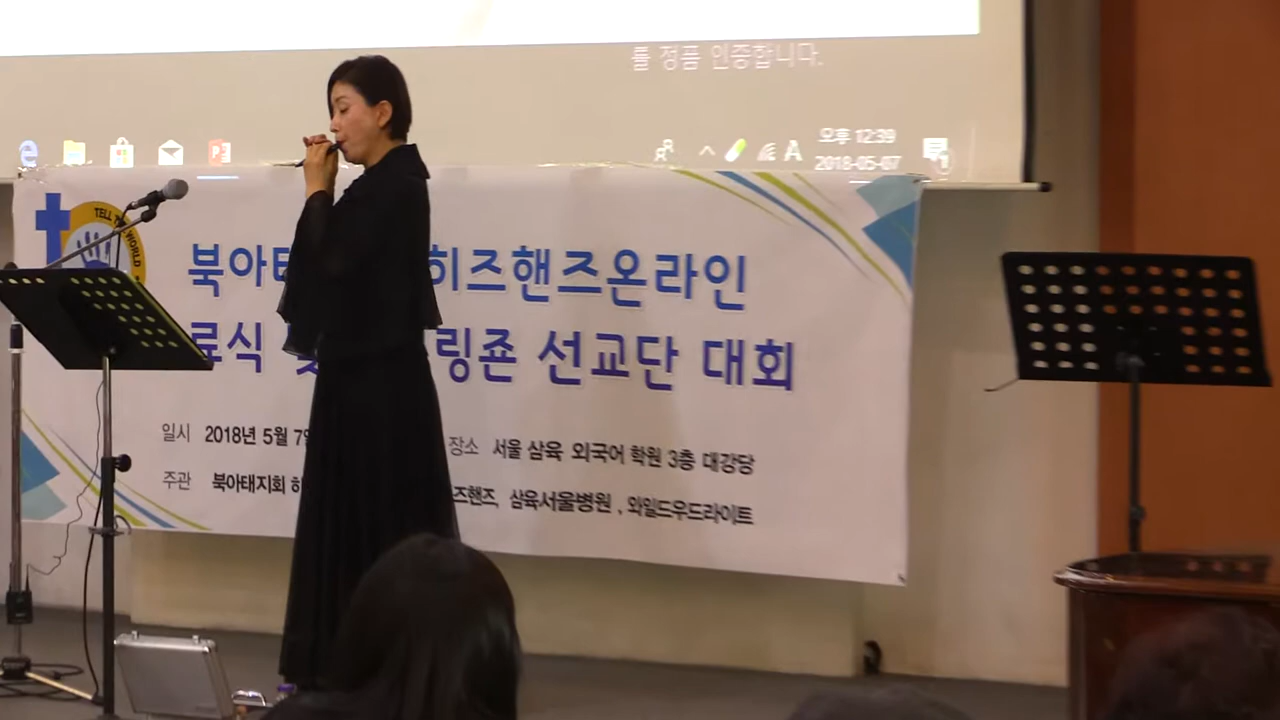 를 정품 인증합니다.
오후 12:39
A
2018-05-07
TELL THE WORLD
북아태 히즈핸즈온라인
료식 및 링죤 선교단 대회
일시 2018년 5월 7일 장소 서울 삼육 외국어 학원 3층 대강당
주관 북아태지회 히 즈핸즈, 삼육서울병원 , 와일드우드라이트